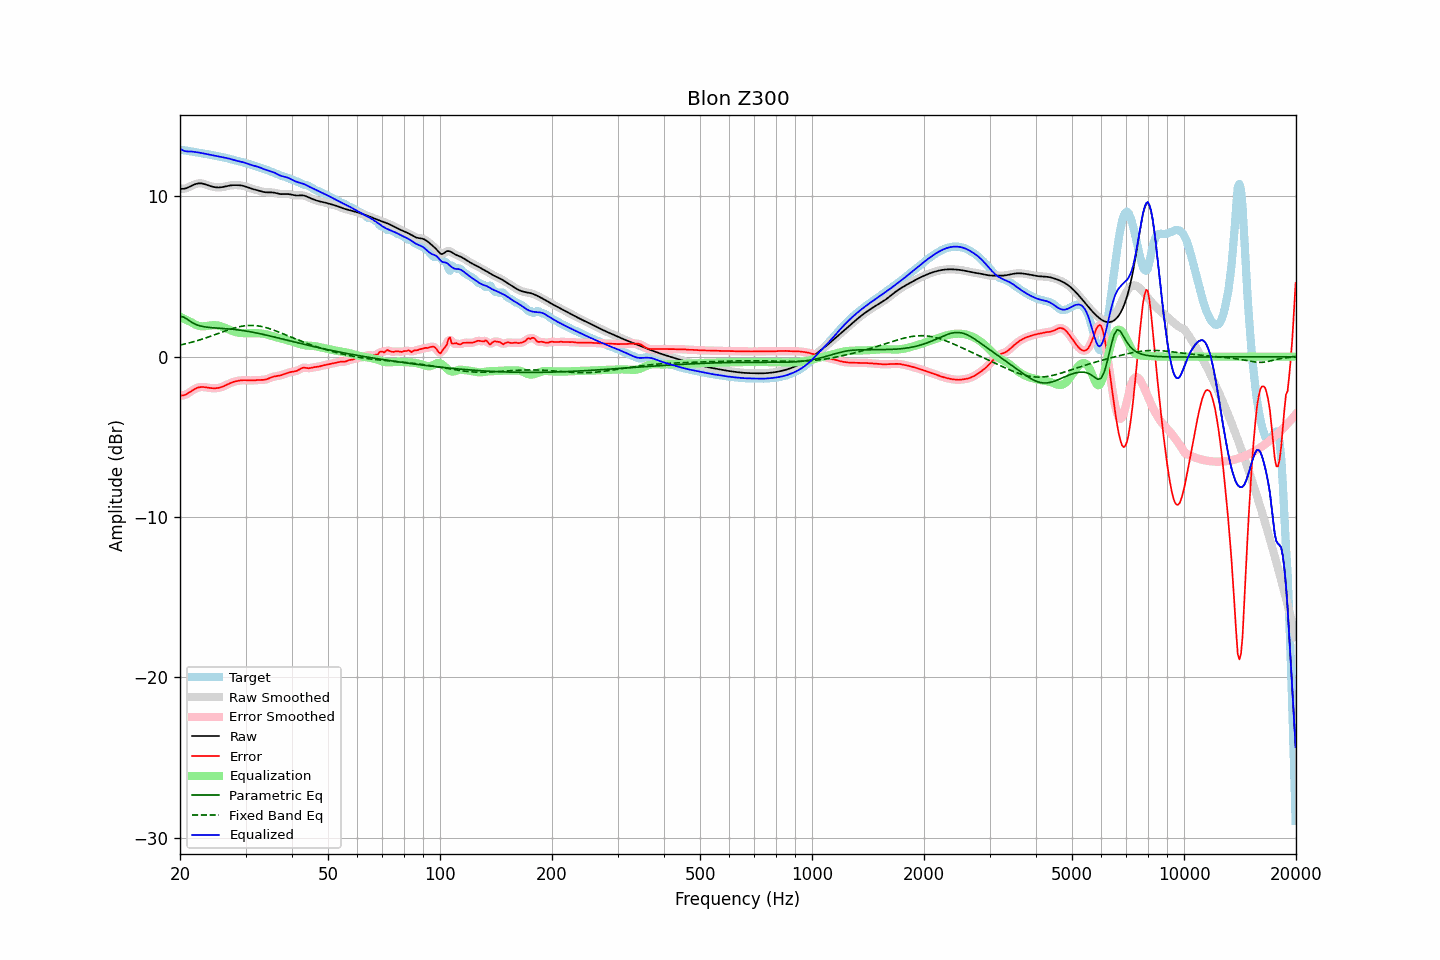 Blon Z300
Amplitude (dBr)
10
0
−10
−20
−30
Target
Raw Smoothed
Error Smoothed
Raw
Error
Equalization
Parametric Eq
Fixed Band Eq
Equalized
20 50 100 200 500 1000 2000 5000 10000 20000
Frequency (Hz)